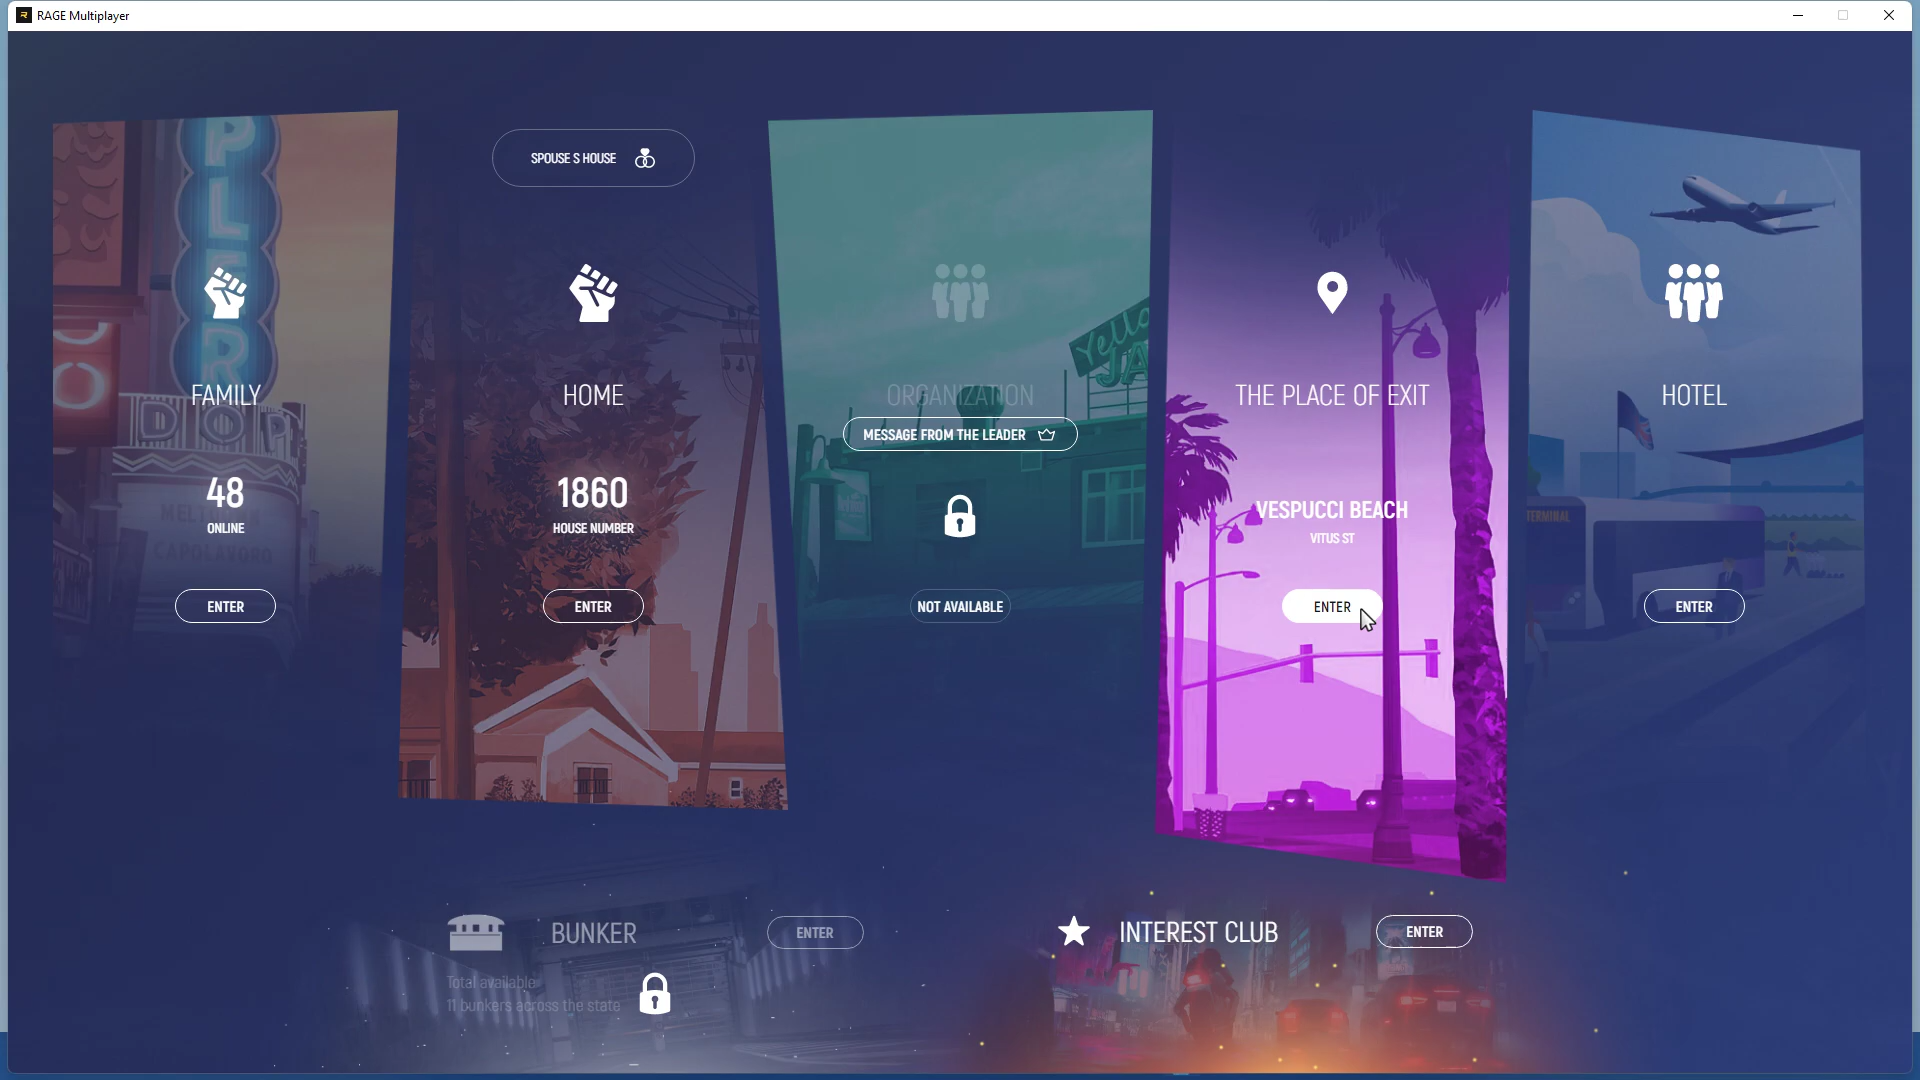 RAGE Multiplayer
SPOUSE S HOUSE
FAMILY
48
ONLINE
ENTER
HOME
1860
HOUSE NUMBER
ENTER
ORGANIZATION
MESSAGE FROM THE LEADER
NOT AVAILABLE
THE PLACE OF EXIT
VESPUCCI BEACH
VITUS ST
ENTER
HOTEL
ENTER
TERMINAL
BUNKER
ENTER
Total available
11 bunkers across the state
INTEREST CLUB
ENTER